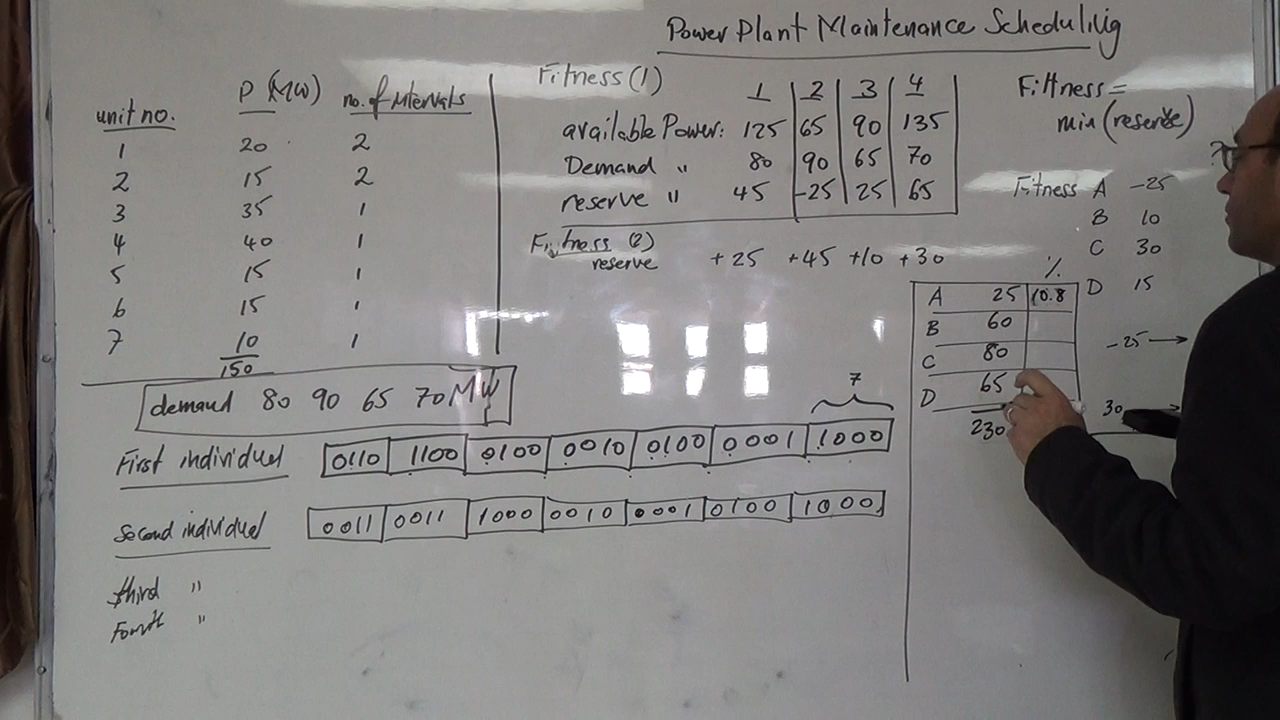 Power Plant Maintenance Scheduling
unit no. P (MW) no. of intervals
1 20 2
2 15 2
3 35 1
4 40 1
5 15 1
6 15 1
7 10 1
150
demand 80 90 65 70 MW
Fitness (1) 1 2 3 4
available Power: 125 65 90 135
Demand " 80 90 65 70
reserve " 45 -25 25 65
Fitness (2)
reserve +25 +45 +10 +30
Fittness =
min (reserve)
Fitness A -25
B 10
C 30
D 15
%
A 25 10.8
B 60
C 80
D 65
230
-25 →
30
7
First individual 0110 1100 0100 0010 0100 0001 1000
Second individual 0011 0011 1000 0010 0001 0100 1000
third "
Fourth "